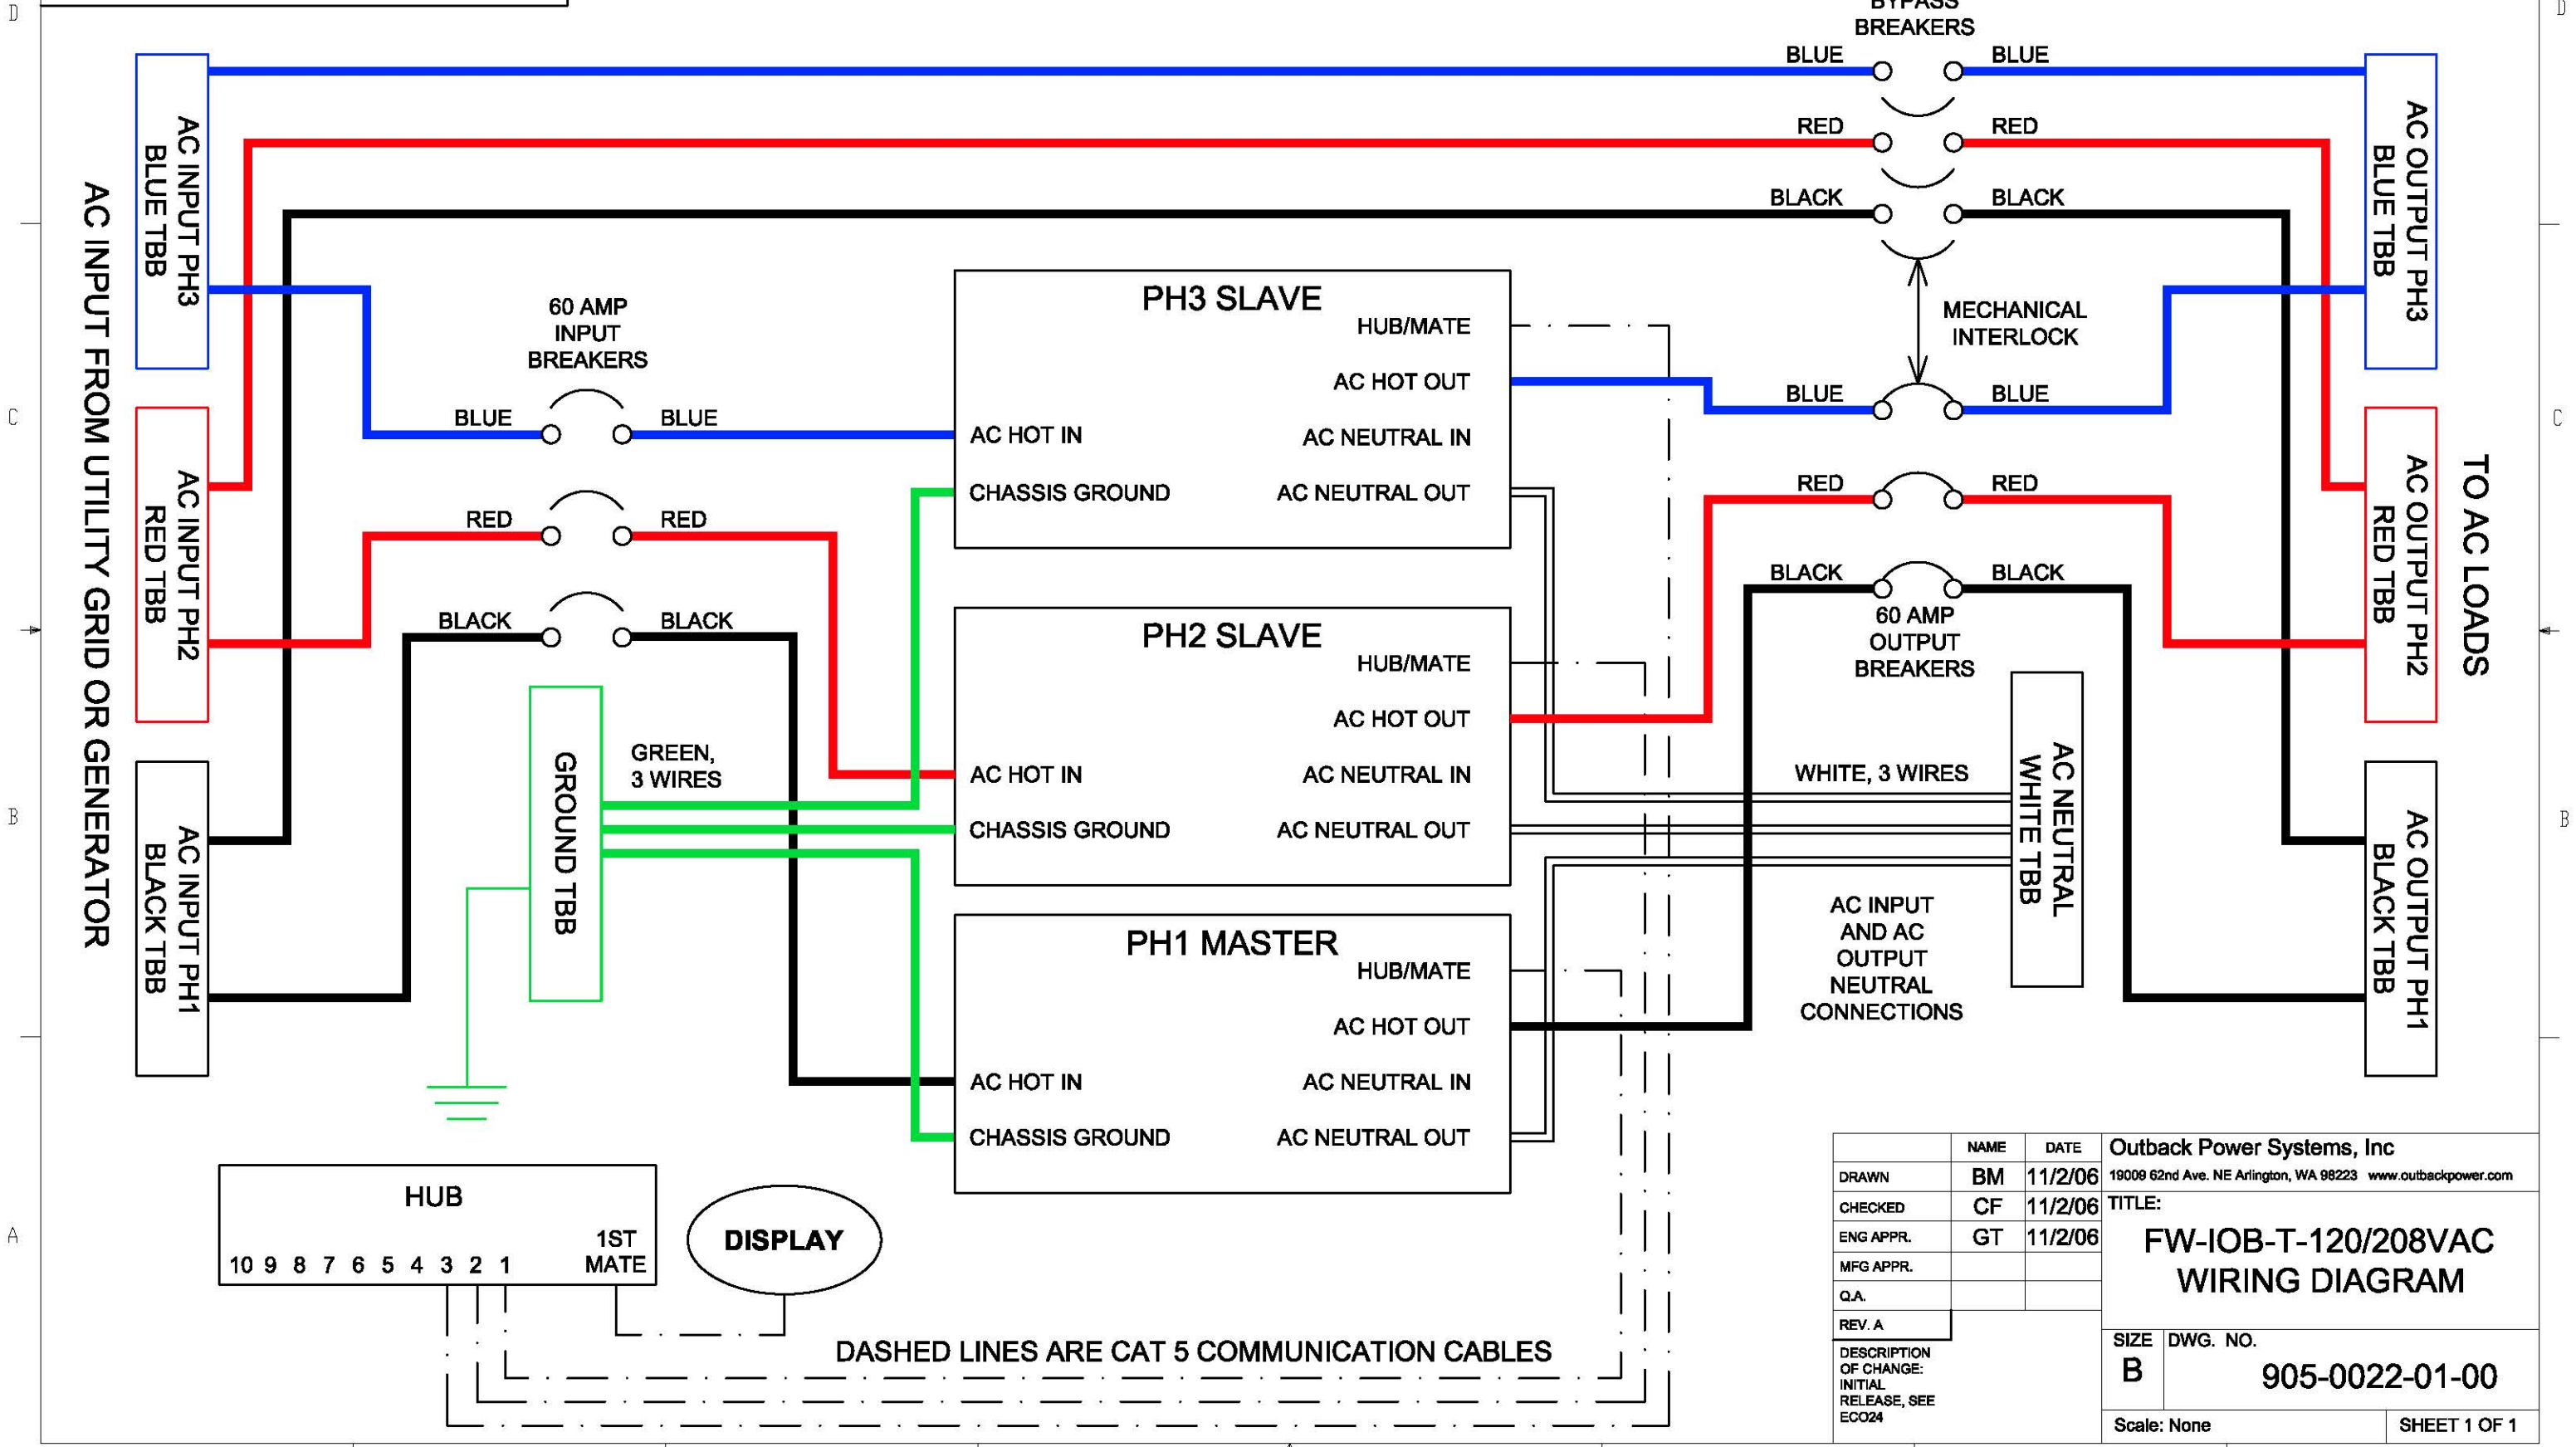 D
D
BYPASS
BREAKERS
BLUE
BLUE
RED
RED
BLACK
BLACK
AC INPUT FROM UTILITY GRID OR GENERATOR
AC INPUT PH3
BLUE TBB
AC INPUT PH2
RED TBB
AC INPUT PH1
BLACK TBB
60 AMP
INPUT
BREAKERS
BLUE
BLUE
RED
RED
BLACK
BLACK
GROUND TBB
GREEN,
3 WIRES
PH3 SLAVE
HUB/MATE
AC HOT OUT
AC HOT IN
AC NEUTRAL IN
CHASSIS GROUND
AC NEUTRAL OUT
PH2 SLAVE
HUB/MATE
AC HOT OUT
AC HOT IN
AC NEUTRAL IN
CHASSIS GROUND
AC NEUTRAL OUT
PH1 MASTER
HUB/MATE
AC HOT OUT
AC HOT IN
AC NEUTRAL IN
CHASSIS GROUND
AC NEUTRAL OUT
MECHANICAL
INTERLOCK
BLUE
BLUE
RED
RED
BLACK
BLACK
60 AMP
OUTPUT
BREAKERS
WHITE, 3 WIRES
AC NEUTRAL
WHITE TBB
AC INPUT
AND AC
OUTPUT
NEUTRAL
CONNECTIONS
AC OUTPUT PH3
BLUE TBB
AC OUTPUT PH2
RED TBB
AC OUTPUT PH1
BLACK TBB
TO AC LOADS
C
C
B
B
A
HUB
1ST
MATE
10 9 8 7 6 5 4 3 2 1
DISPLAY
DASHED LINES ARE CAT 5 COMMUNICATION CABLES
NAME DATE
DRAWN BM 11/2/06
CHECKED CF 11/2/06
ENG APPR. GT 11/2/06
MFG APPR.
Q.A.
REV. A
DESCRIPTION
OF CHANGE:
INITIAL
RELEASE, SEE
ECO24
Outback Power Systems, Inc
19009 62nd Ave. NE Arlington, WA 98223 www.outbackpower.com
TITLE:
FW-IOB-T-120/208VAC
WIRING DIAGRAM
SIZE
B
DWG. NO.
905-0022-01-00
Scale: None
SHEET 1 OF 1